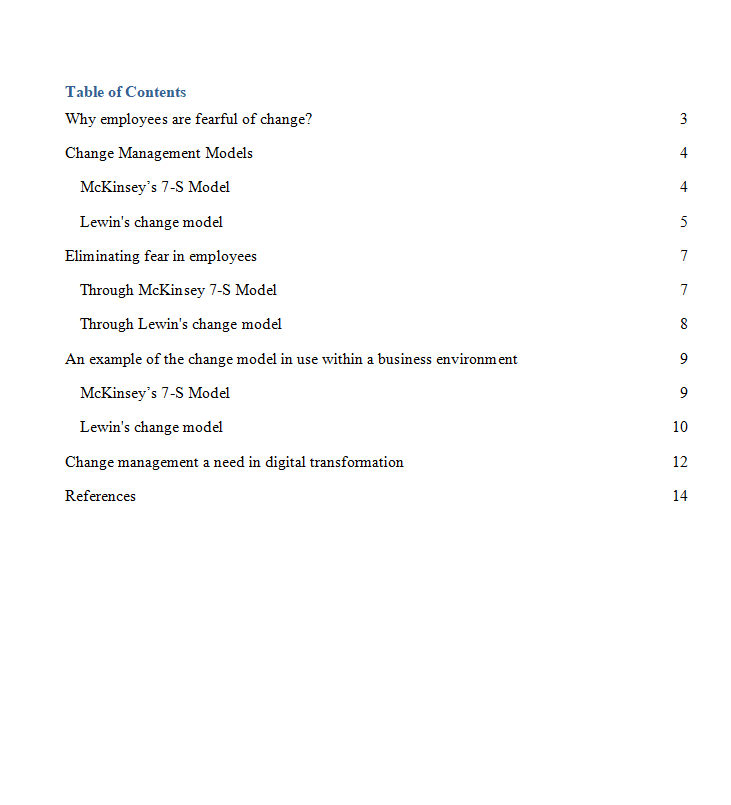 Table of Contents
Why employees are fearful of change? 3
Change Management Models 4
McKinsey’s 7-S Model 4
Lewin's change model 5
Eliminating fear in employees 7
Through McKinsey 7-S Model 7
Through Lewin's change model 8
An example of the change model in use within a business environment 9
McKinsey’s 7-S Model 9
Lewin's change model 10
Change management a need in digital transformation 12
References 14